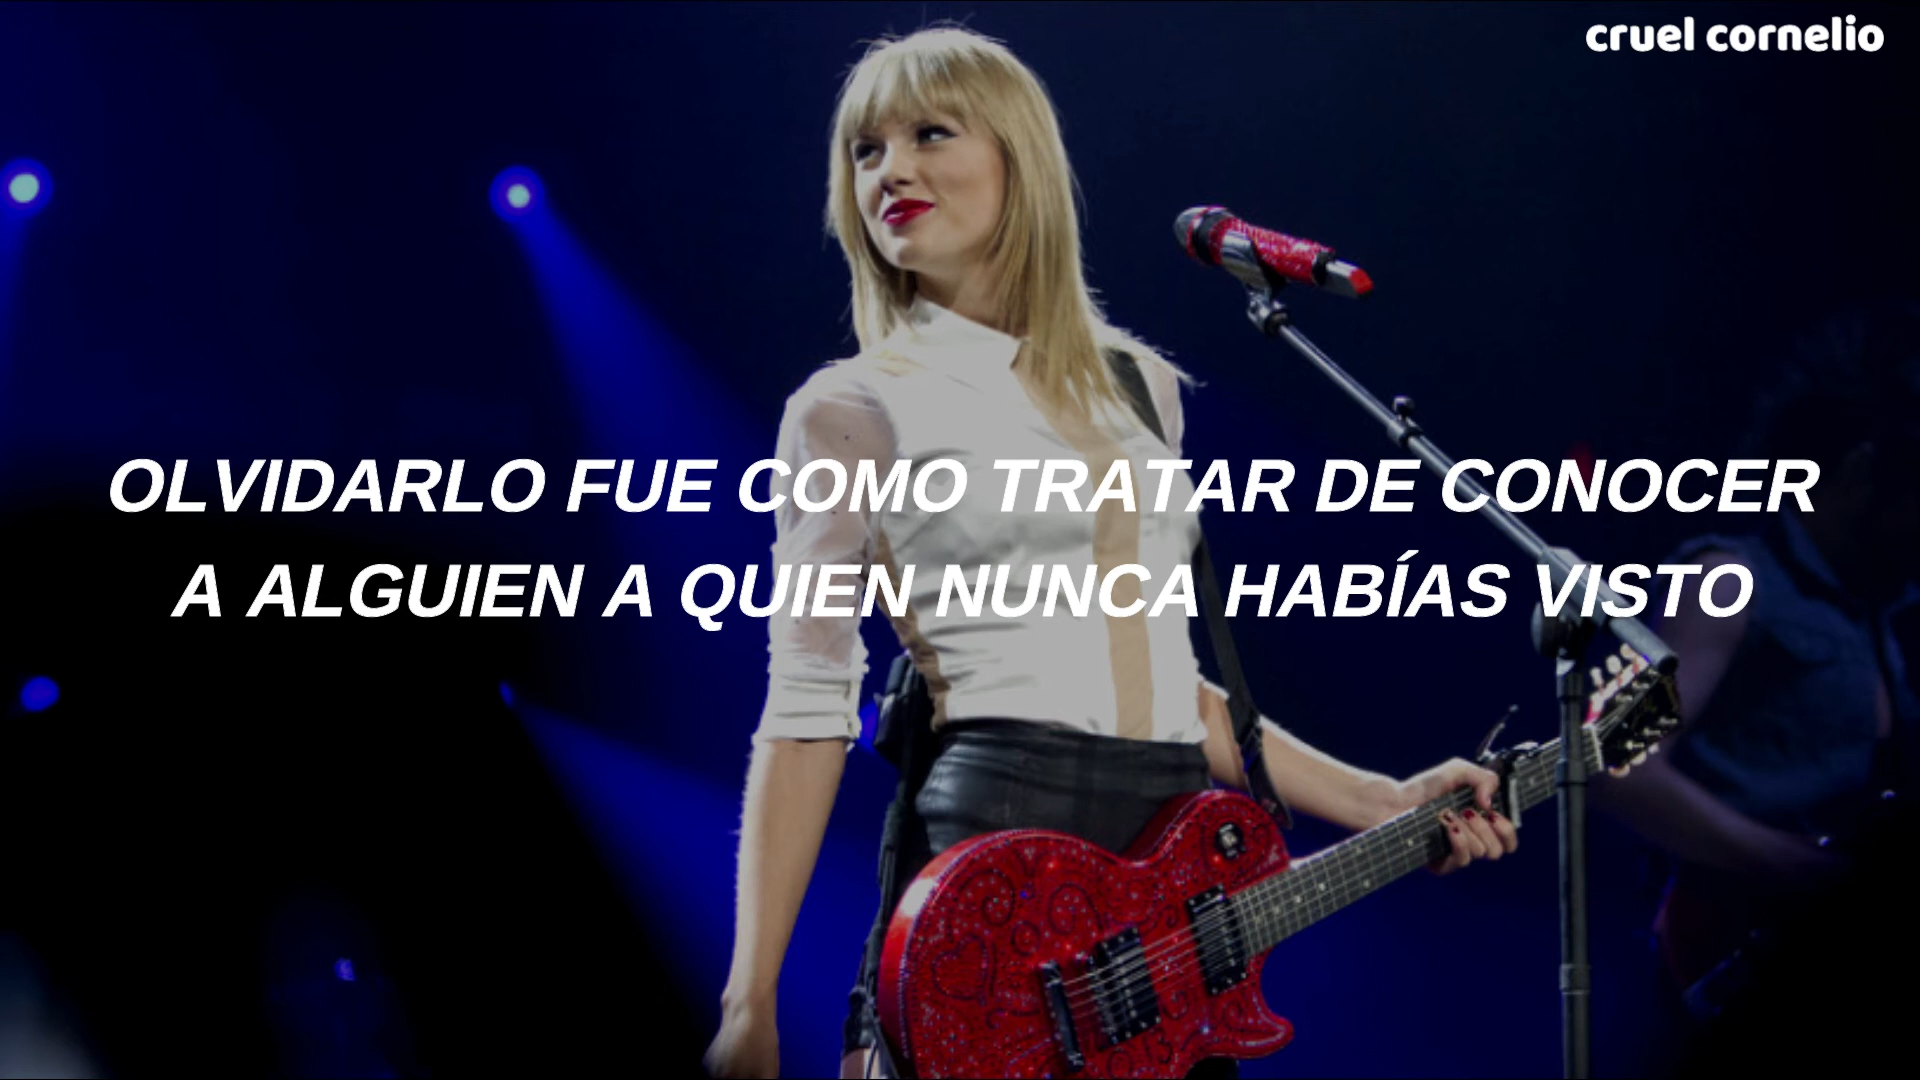 cruel cornelio
OLVIDARLO FUE COMO TRATAR DE CONOCER
A ALGUIEN A QUIEN NUNCA HABÍAS VISTO